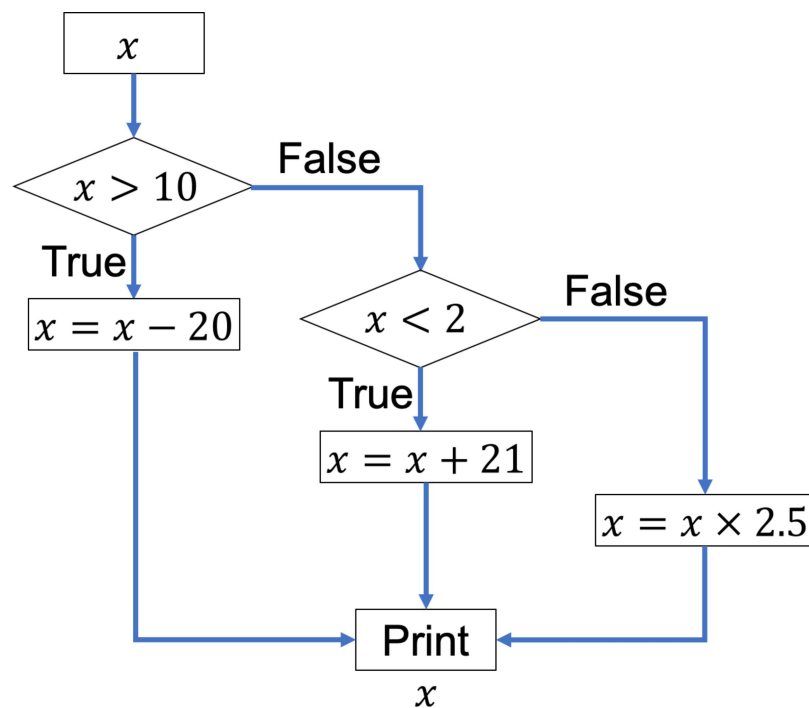 x
x > 10
False
True
x = x − 20
x < 2
False
True
x = x + 21
x = x × 2.5
Print
x